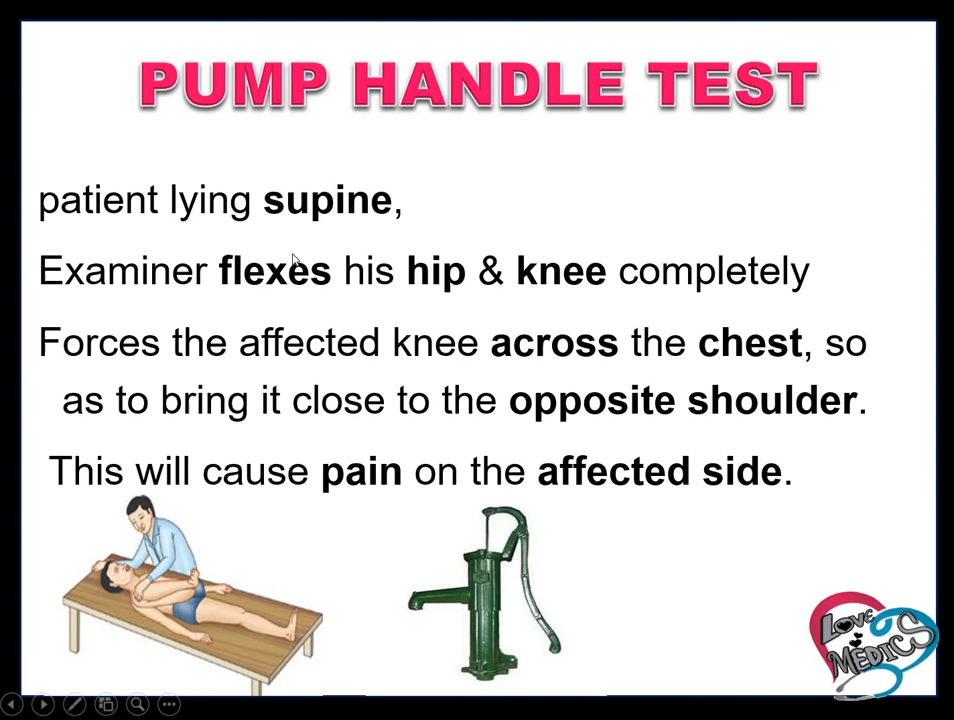 PUMP HANDLE TEST
patient lying supine,
Examiner flexes his hip & knee completely
Forces the affected knee across the chest, so
as to bring it close to the opposite shoulder.
This will cause pain on the affected side.
LOVE
MEDICS